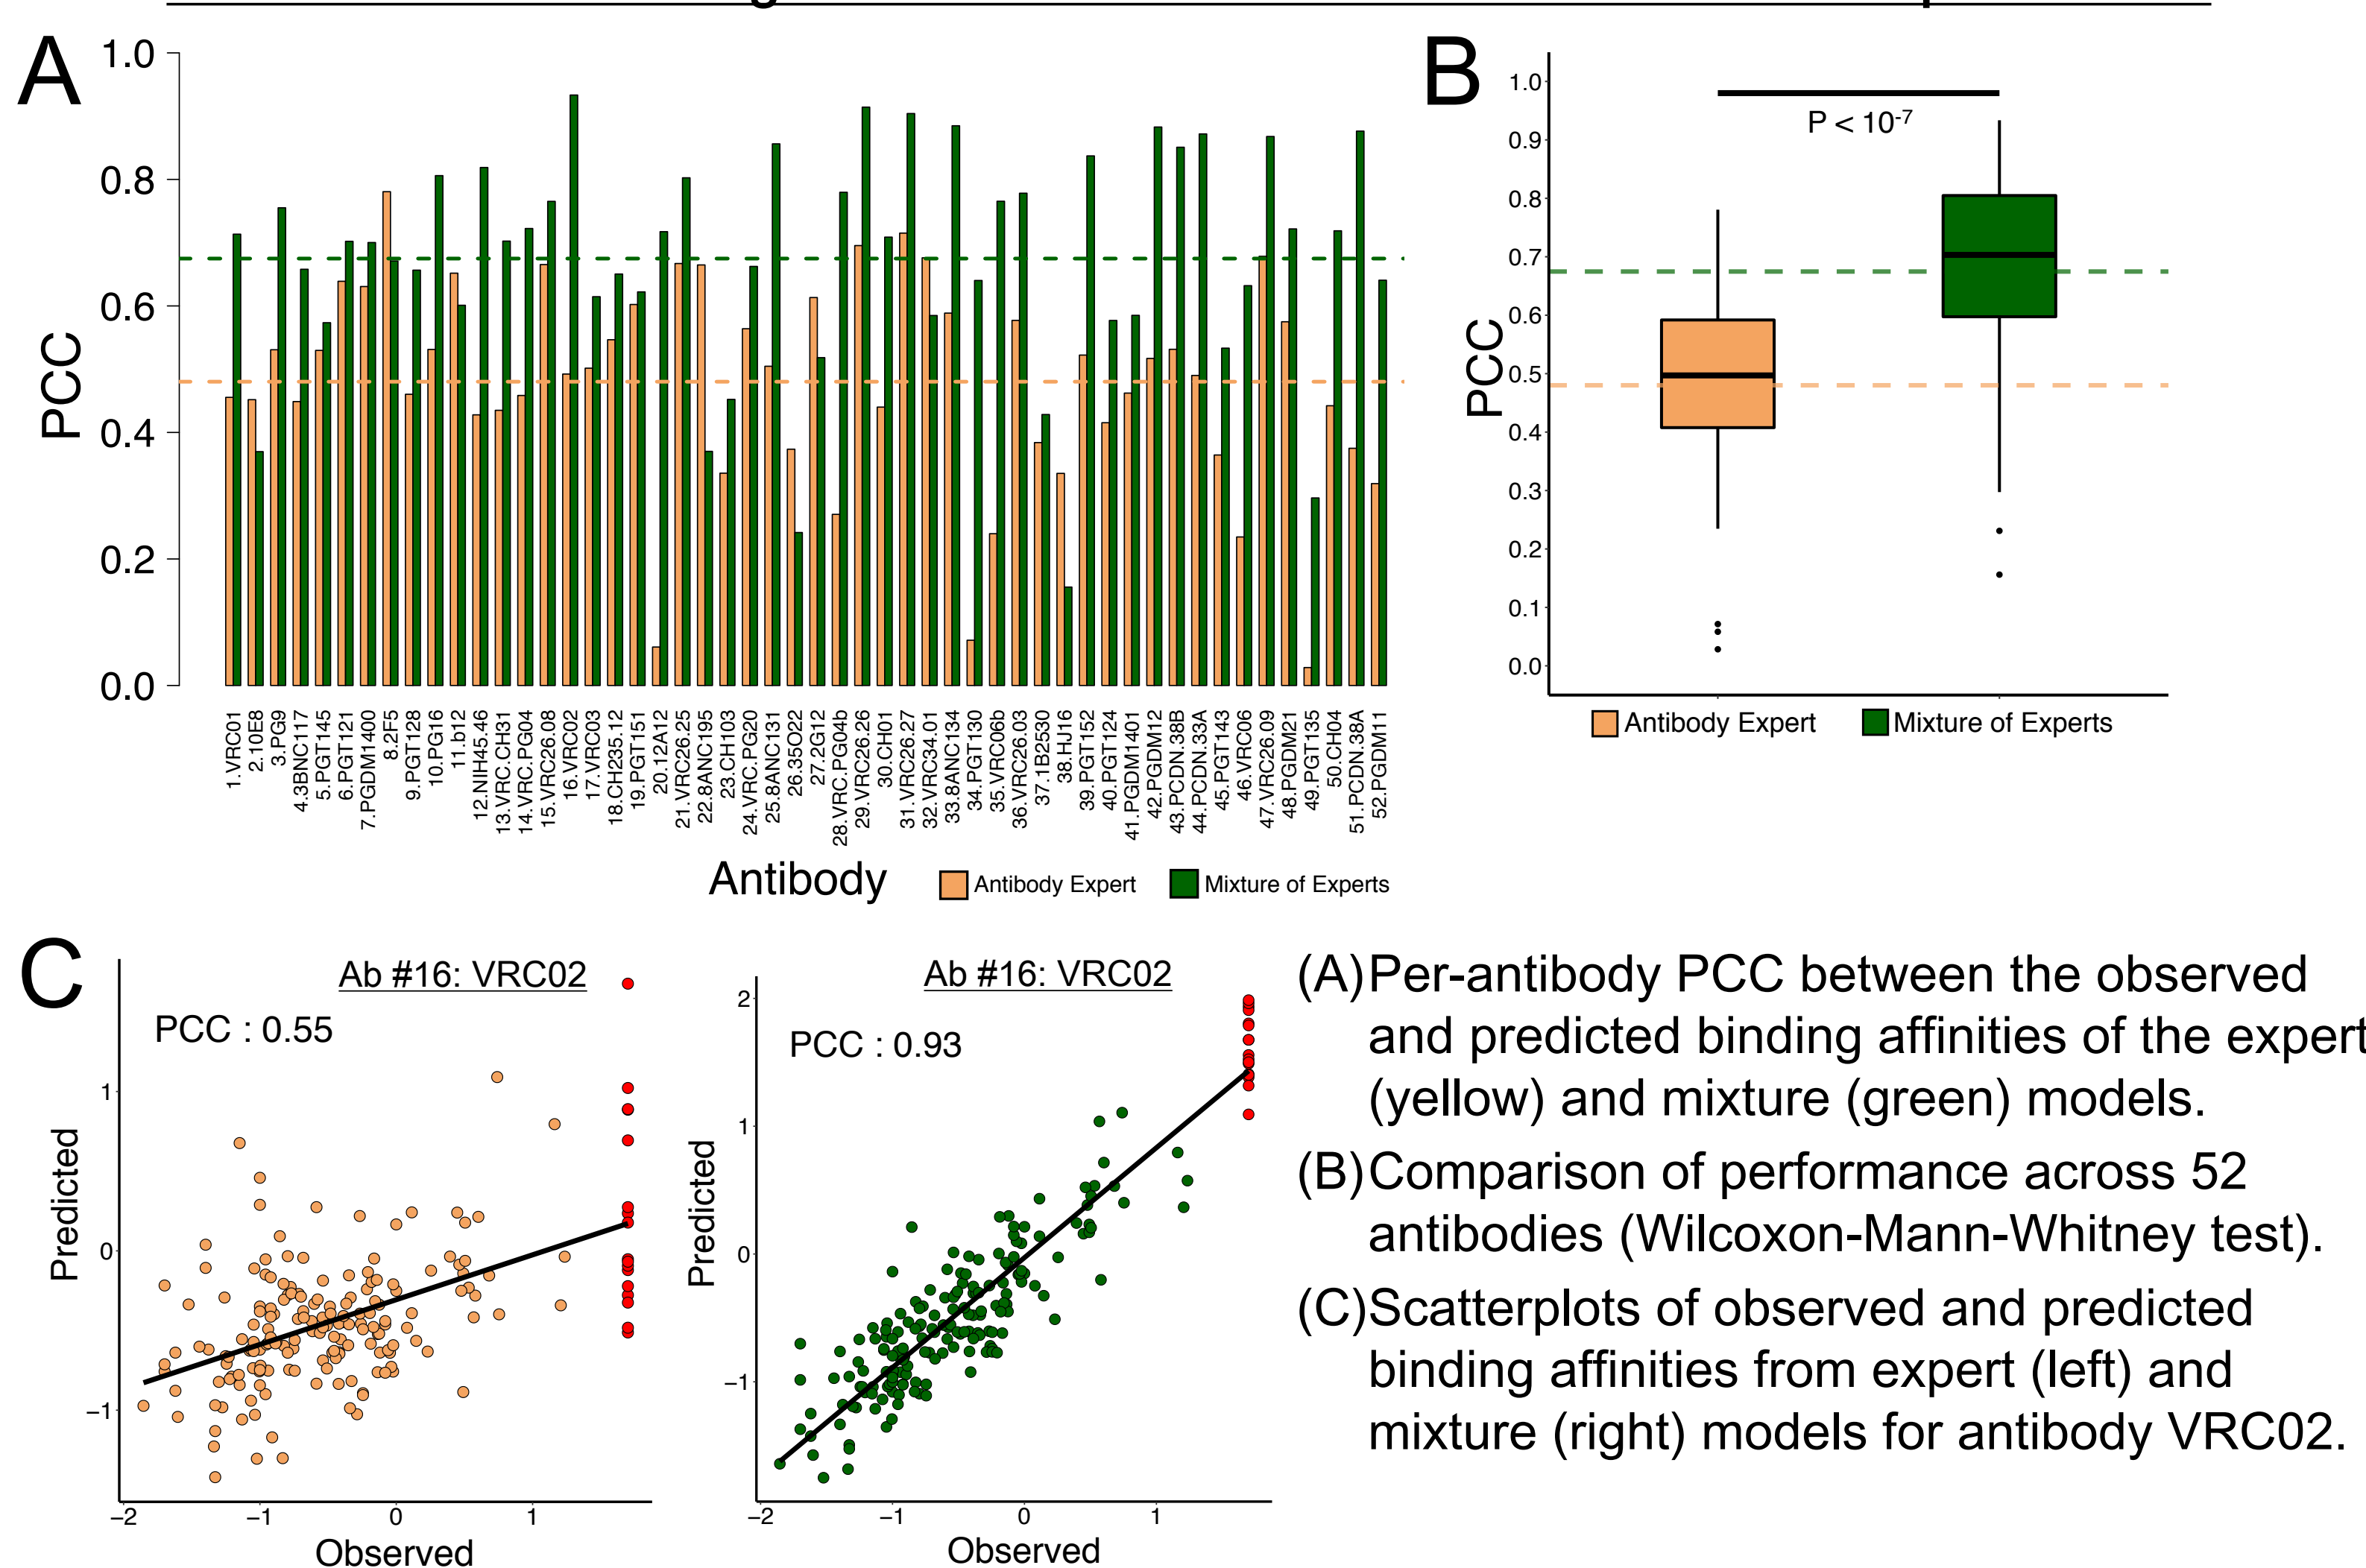 A
1.0
0.8
0.6
0.4
0.2
0.0
PCC
1.VRC01
2.10E8
3.PG9
4.3BNC117
5.PGT145
6.PGT121
7.PGDM1400
8.2F5
9.PGT128
10.PG16
11.b12
12.NIH45.46
13.VRC.CH31
14.VRC.PG04
15.VRC26.08
16.VRC02
17.VRC03
18.CH235.12
19.PGT151
20.12A12
21.VRC26.25
22.8ANC195
23.CH103
24.VRC.PG20
25.8ANC131
26.35O22
27.2G12
28.VRC.PG04b
29.VRC26.26
30.CH01
31.VRC26.27
32.VRC34.01
33.8ANC134
34.PGT130
35.VRC06b
36.VRC26.03
37.1B2530
38.HJ16
39.PGT152
40.PGT124
41.PGDM1401
42.PGDM12
43.PCDN.38B
44.PCDN.33A
45.PGT143
46.VRC06
47.VRC26.09
48.PGDM21
49.PGT135
50.CH04
51.PCDN.38A
52.PGDM11
Antibody
Antibody Expert
Mixture of Experts
B
1.0
0.9
0.8
0.7
0.6
0.5
0.4
0.3
0.2
0.1
0.0
PCC
P < 10⁻⁷
Antibody Expert
Mixture of Experts
C
Ab #16: VRC02
PCC : 0.55
1
0
−1
Predicted
−2
−1
0
1
Observed
Ab #16: VRC02
PCC : 0.93
2
1
0
−1
Predicted
−2
−1
0
1
Observed
(A)Per-antibody PCC between the observed
and predicted binding affinities of the expert
(yellow) and mixture (green) models.
(B)Comparison of performance across 52
antibodies (Wilcoxon-Mann-Whitney test).
(C)Scatterplots of observed and predicted
binding affinities from expert (left) and
mixture (right) models for antibody VRC02.